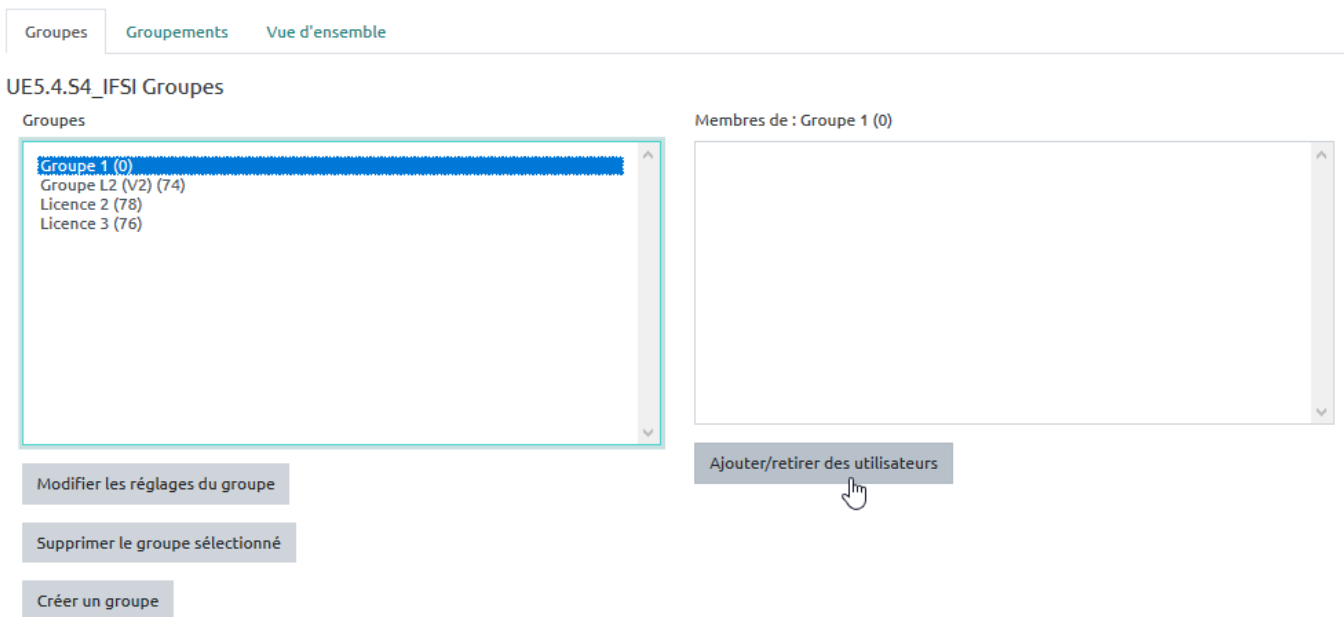 Groupes Groupements Vue d'ensemble
UE5.4.S4_IFSI Groupes
Groupes
Groupe 1 (0)
Groupe L2 (V2) (74)
Licence 2 (78)
Licence 3 (76)
Modifier les réglages du groupe
Supprimer le groupe sélectionné
Créer un groupe
Membres de : Groupe 1 (0)
Ajouter/retirer des utilisateurs